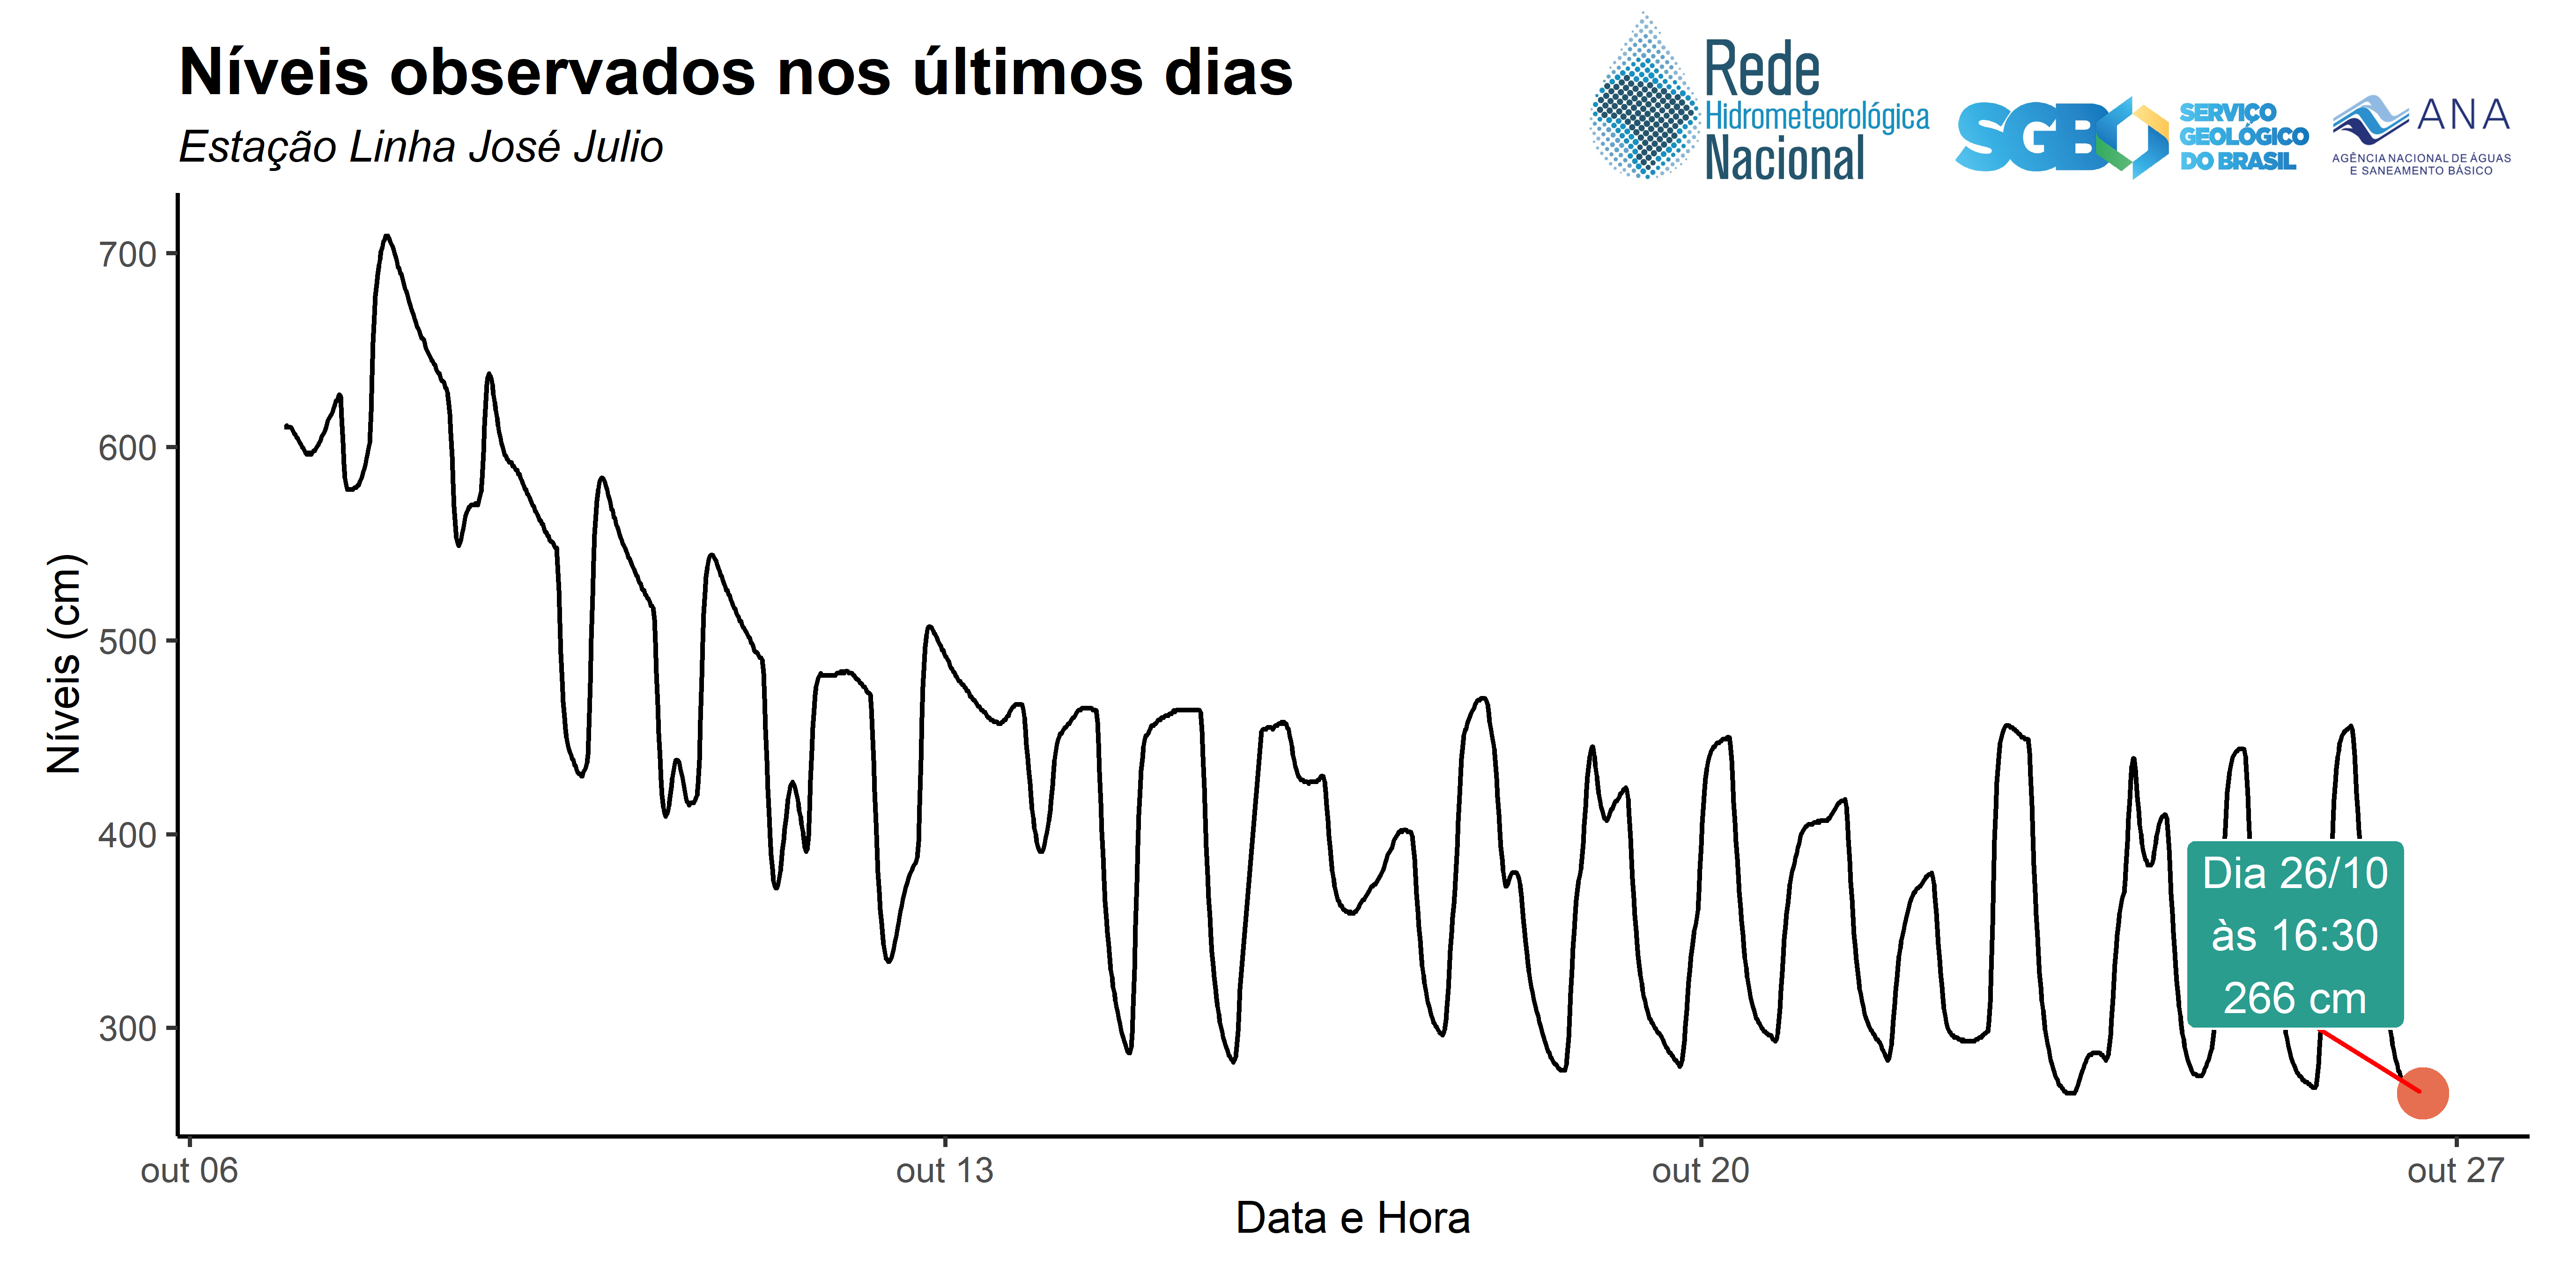 Níveis observados nos últimos dias
Estação Linha José Julio
Rede
Hidrometeorológica
Nacional
SGB
SERVIÇO
GEOLÓGICO
DO BRASIL
ANA
AGÊNCIA NACIONAL DE ÁGUAS
E SANEAMENTO BÁSICO
Níveis (cm)
700
600
500
400
300
Dia 26/10
às 16:30
266 cm
out 06
out 13
out 20
out 27
Data e Hora